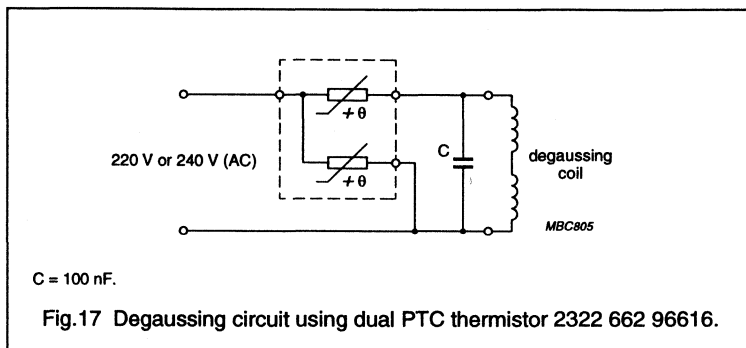 +θ
220 V or 240 V (AC)
+θ
C
degaussing
coil
MBC805
C = 100 nF.
Fig.17 Degaussing circuit using dual PTC thermistor 2322 662 96616.